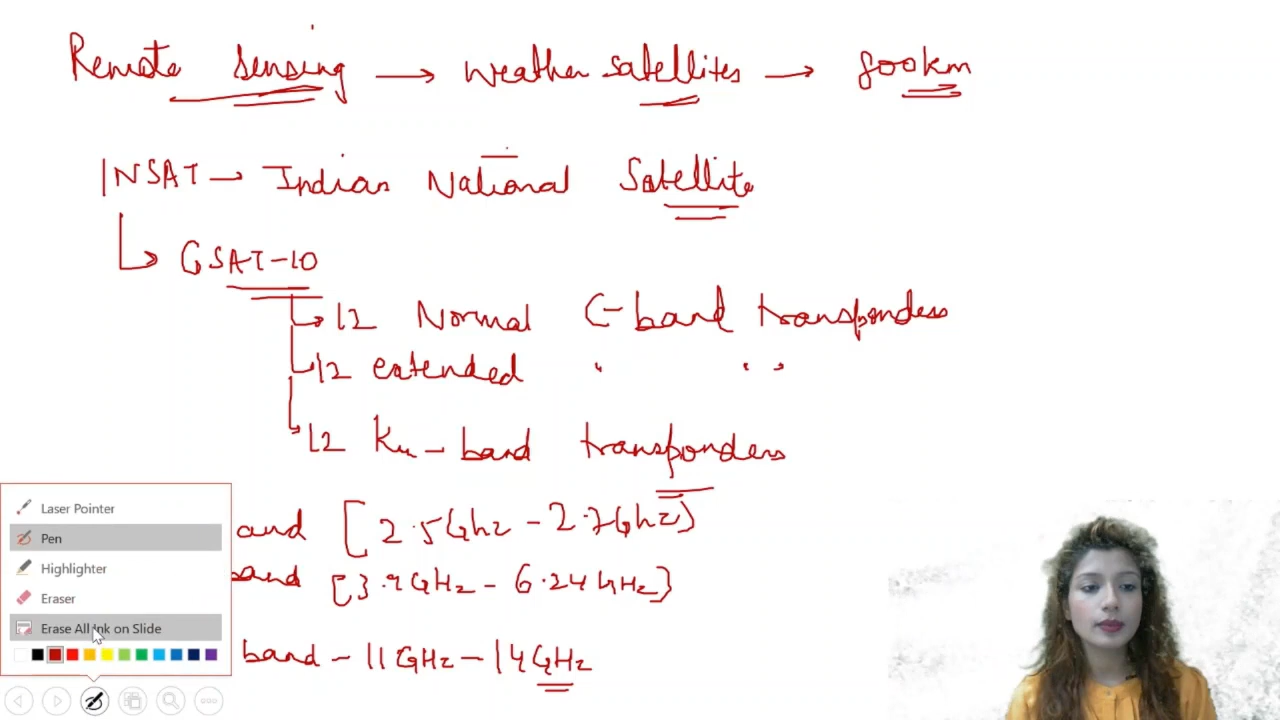 Remote sensing → weather satellites → 800km
INSAT → Indian National Satellite
GSAT-10
12 Normal C-band transponders
12 extended " " "
12 Ku-band transponders
and [2.5Ghz - 2.7Ghz]
band [3.9GHz - 6.24GHz]
band - 11GHz - 14GHz
Laser Pointer
Pen
Highlighter
Eraser
Erase All Ink on Slide